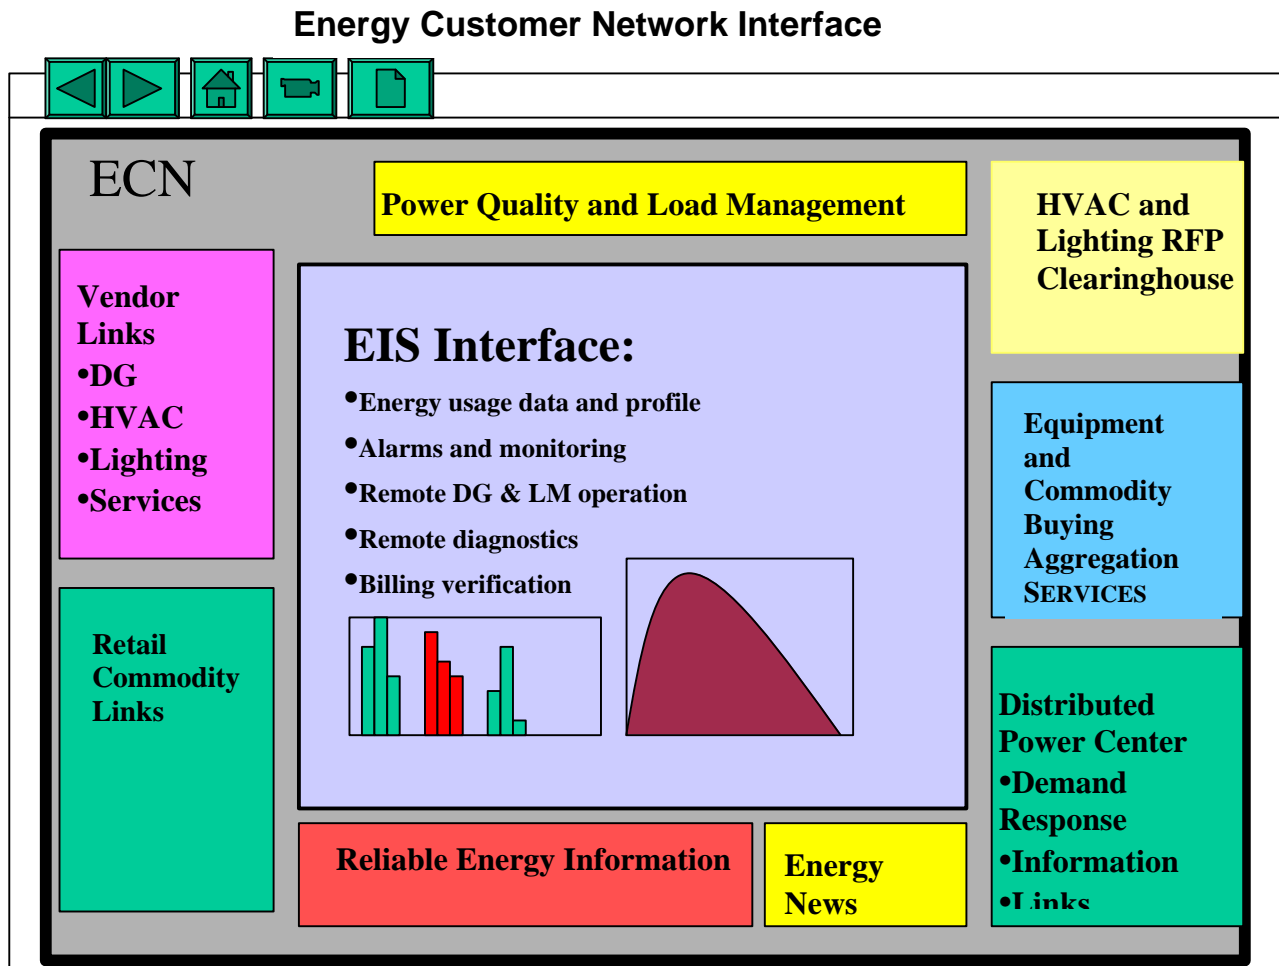 Energy Customer Network Interface
ECN
Power Quality and Load Management
HVAC and
Lighting RFP
Clearinghouse
Vendor
Links
•DG
•HVAC
•Lighting
•Services
EIS Interface:
•Energy usage data and profile
•Alarms and monitoring
•Remote DG & LM operation
•Remote diagnostics
•Billing verification
Equipment
and
Commodity
Buying
Aggregation
SERVICES
Retail
Commodity
Links
Distributed
Power Center
•Demand
Response
•Information
•Links
Reliable Energy Information
Energy
News